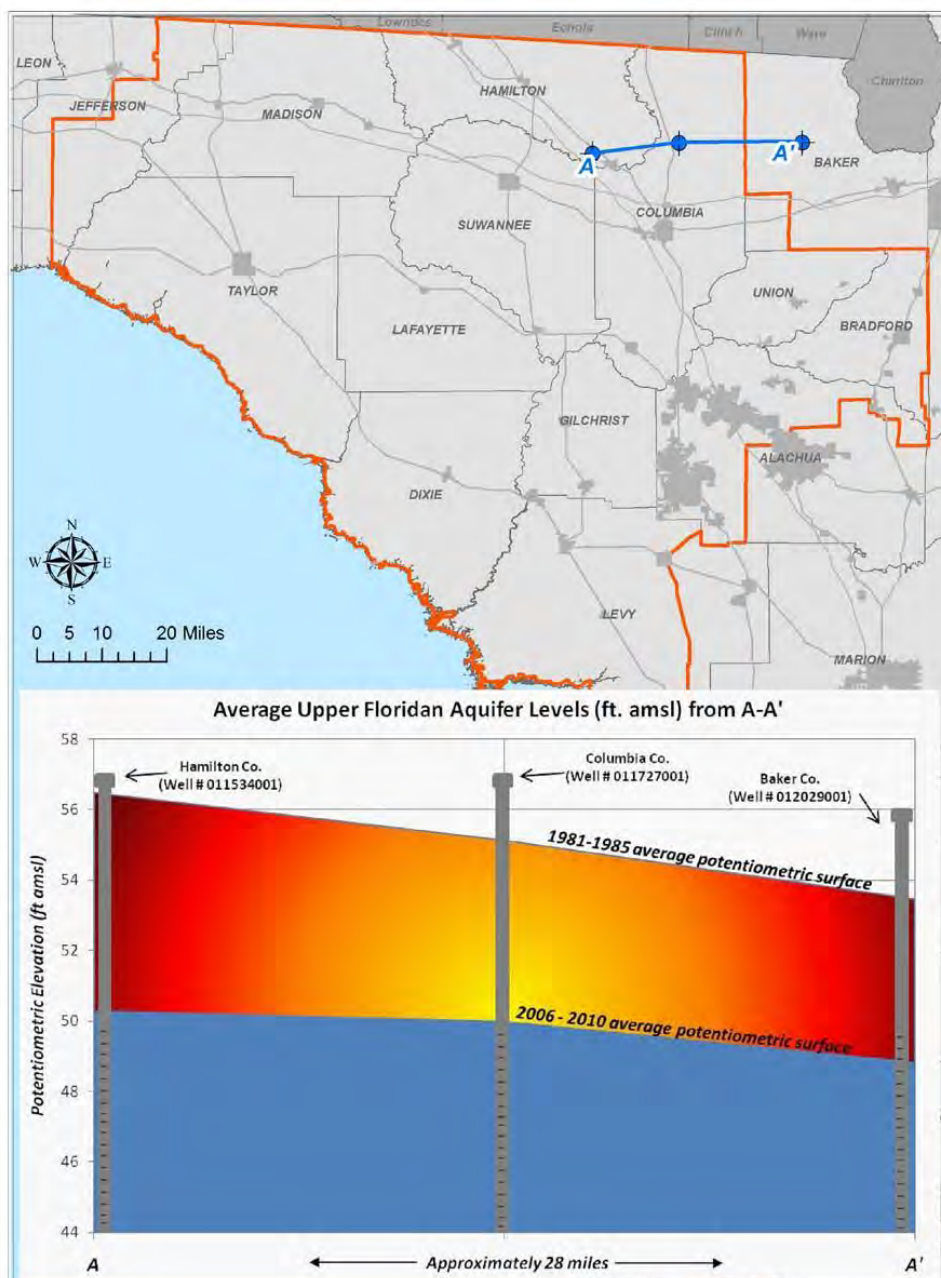 Lowndes
Echols
Clinch
Ware
Charlton
LEON
JEFFERSON
MADISON
HAMILTON
A
A'
BAKER
SUWANNEE
COLUMBIA
TAYLOR
LAFAYETTE
UNION
BRADFORD
GILCHRIST
ALACHUA
DIXIE
LEVY
MARION
N
W E
S
0 5 10 20 Miles
Average Upper Floridan Aquifer Levels (ft. amsl) from A-A'
58
56
54
52
50
48
46
44
Potentiometric Elevation (ft amsl)
Hamilton Co.
(Well # 011534001)
Columbia Co.
(Well # 011727001)
Baker Co.
(Well # 012029001)
1981-1985 average potentiometric surface
2006 - 2010 average potentiometric surface
A
Approximately 28 miles
A'